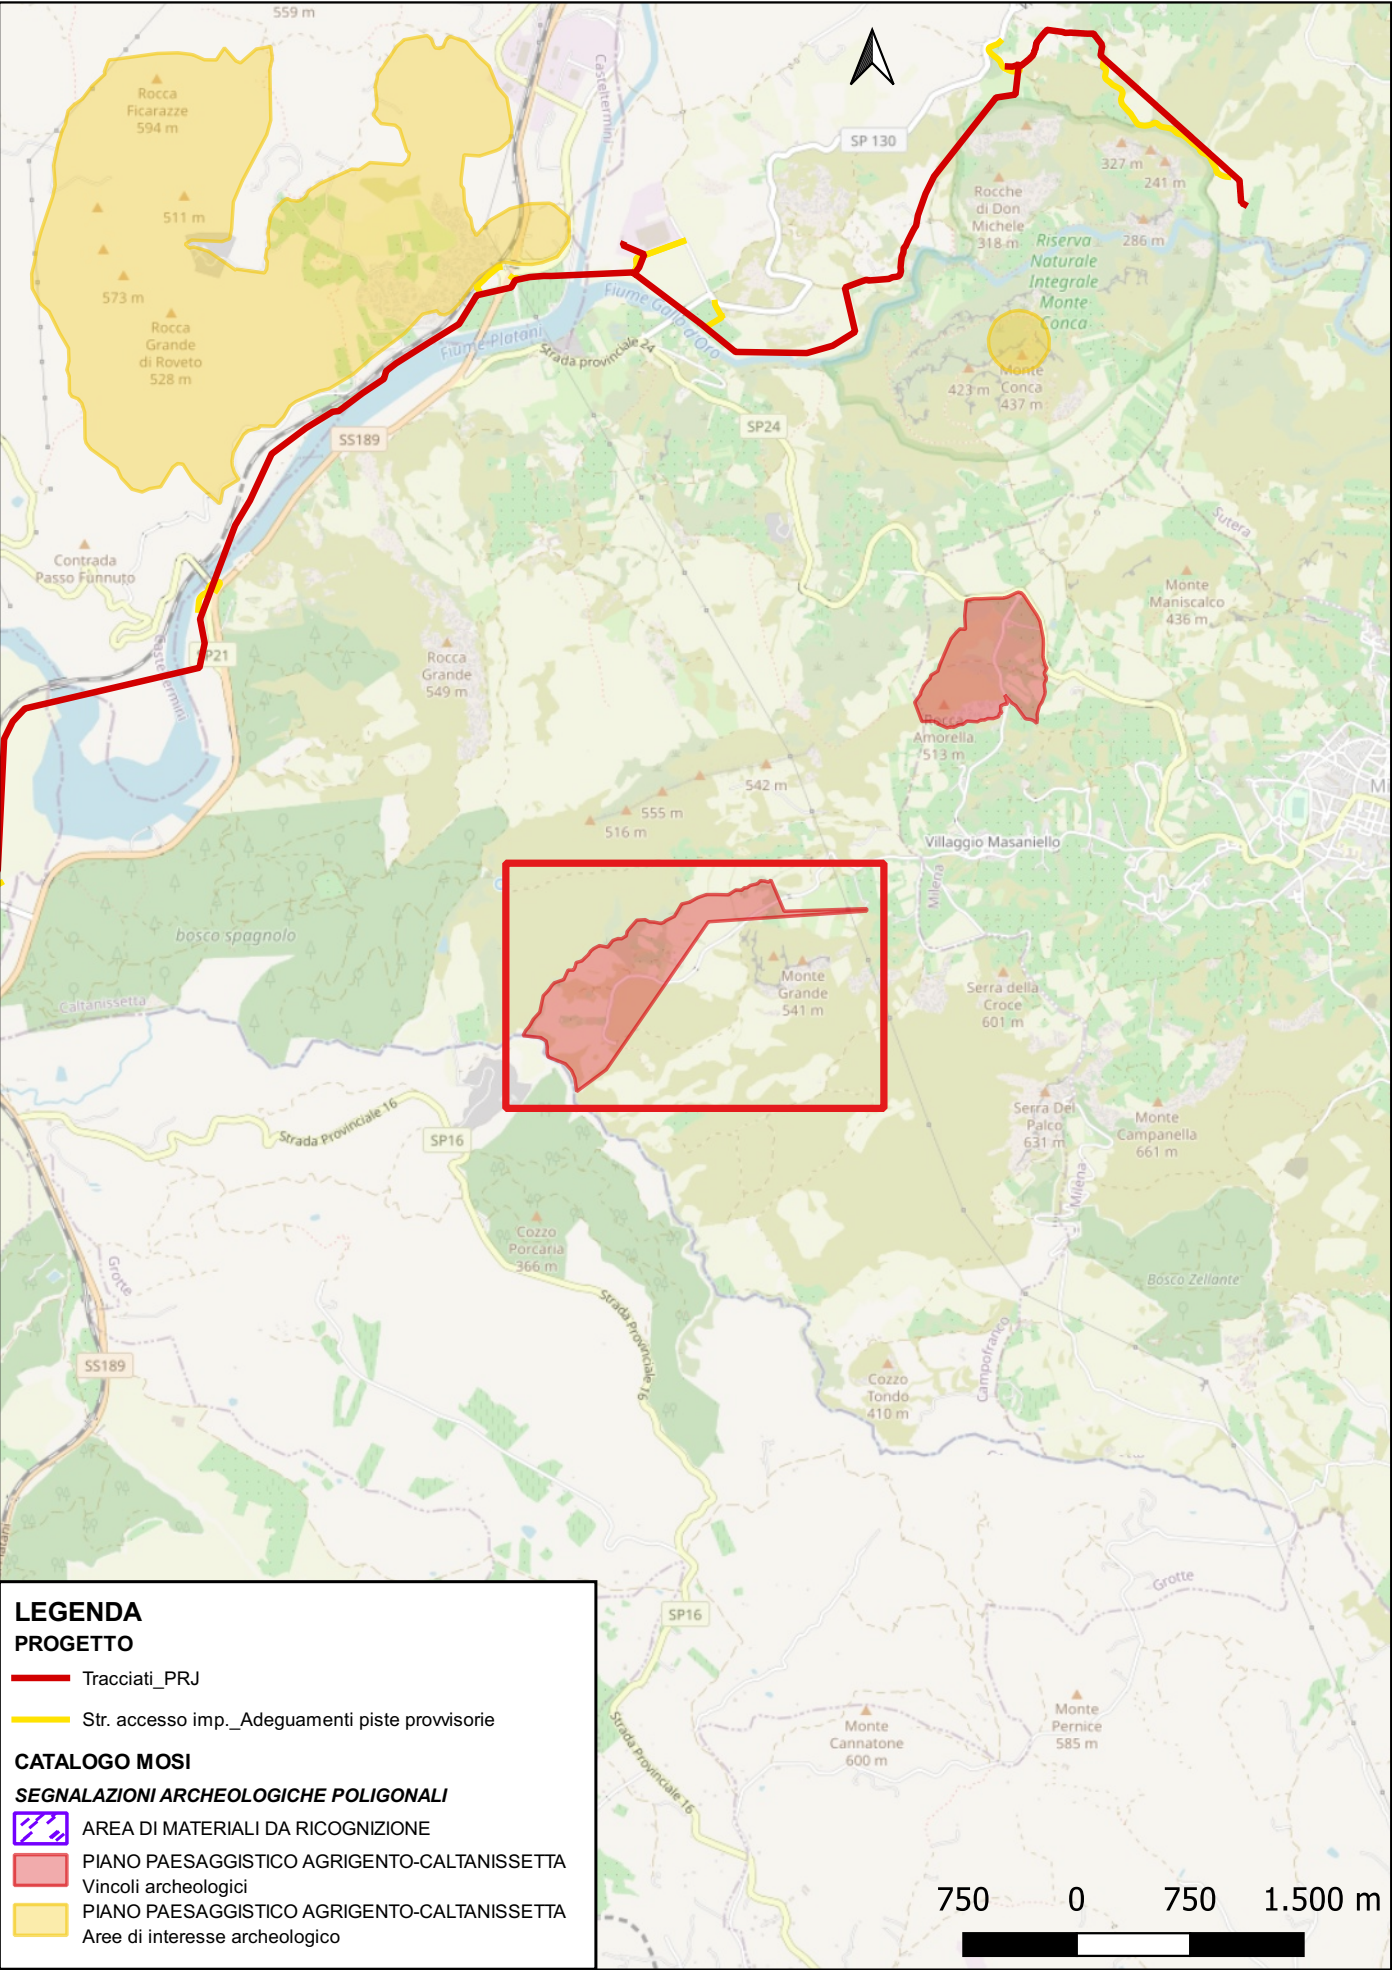 559 m
Rocca
Ficarazze
594 m
Casteltermini
SP 130
327 m
241 m
Rocche
di Don
Michele
318 m
286 m
511 m
Riserva
Naturale
Integrale
Monte
Conca
573 m
Rocca
Grande
di Roveto
528 m
Fiume Gallo d'Oro
Fiume Platani
Strada provinciale 24
Monte
Conca
437 m
423 m
SS189
SP24
Sutera
Contrada
Passo Funnuto
Monte
Maniscalco
436 m
SP21
Casteltermini
Rocca
Grande
549 m
Rocca
Amorella
513 m
542 m
555 m
516 m
Mi
Villaggio Masaniello
Milena
bosco spagnolo
Monte
Grande
541 m
Serra della
Croce
601 m
Caltanissetta
Strada Provinciale 16
SP16
Serra Del
Palco
631 m
Monte
Campanella
661 m
Milena
Cozzo
Porcaria
366 m
Grotte
Bosco Zellante
Strada Provinciale 16
Campofranco
SS189
Cozzo
Tondo
410 m
Grotte
SP16
Monte
Cannatone
600 m
Monte
Pernice
585 m
Strada Provinciale 16
LEGENDA
PROGETTO
Tracciati_PRJ
Str. accesso imp._Adeguamenti piste provvisorie
CATALOGO MOSI
SEGNALAZIONI ARCHEOLOGICHE POLIGONALI
AREA DI MATERIALI DA RICOGNIZIONE
PIANO PAESAGGISTICO AGRIGENTO-CALTANISSETTA
Vincoli archeologici
PIANO PAESAGGISTICO AGRIGENTO-CALTANISSETTA
Aree di interesse archeologico
750 0 750 1.500 m